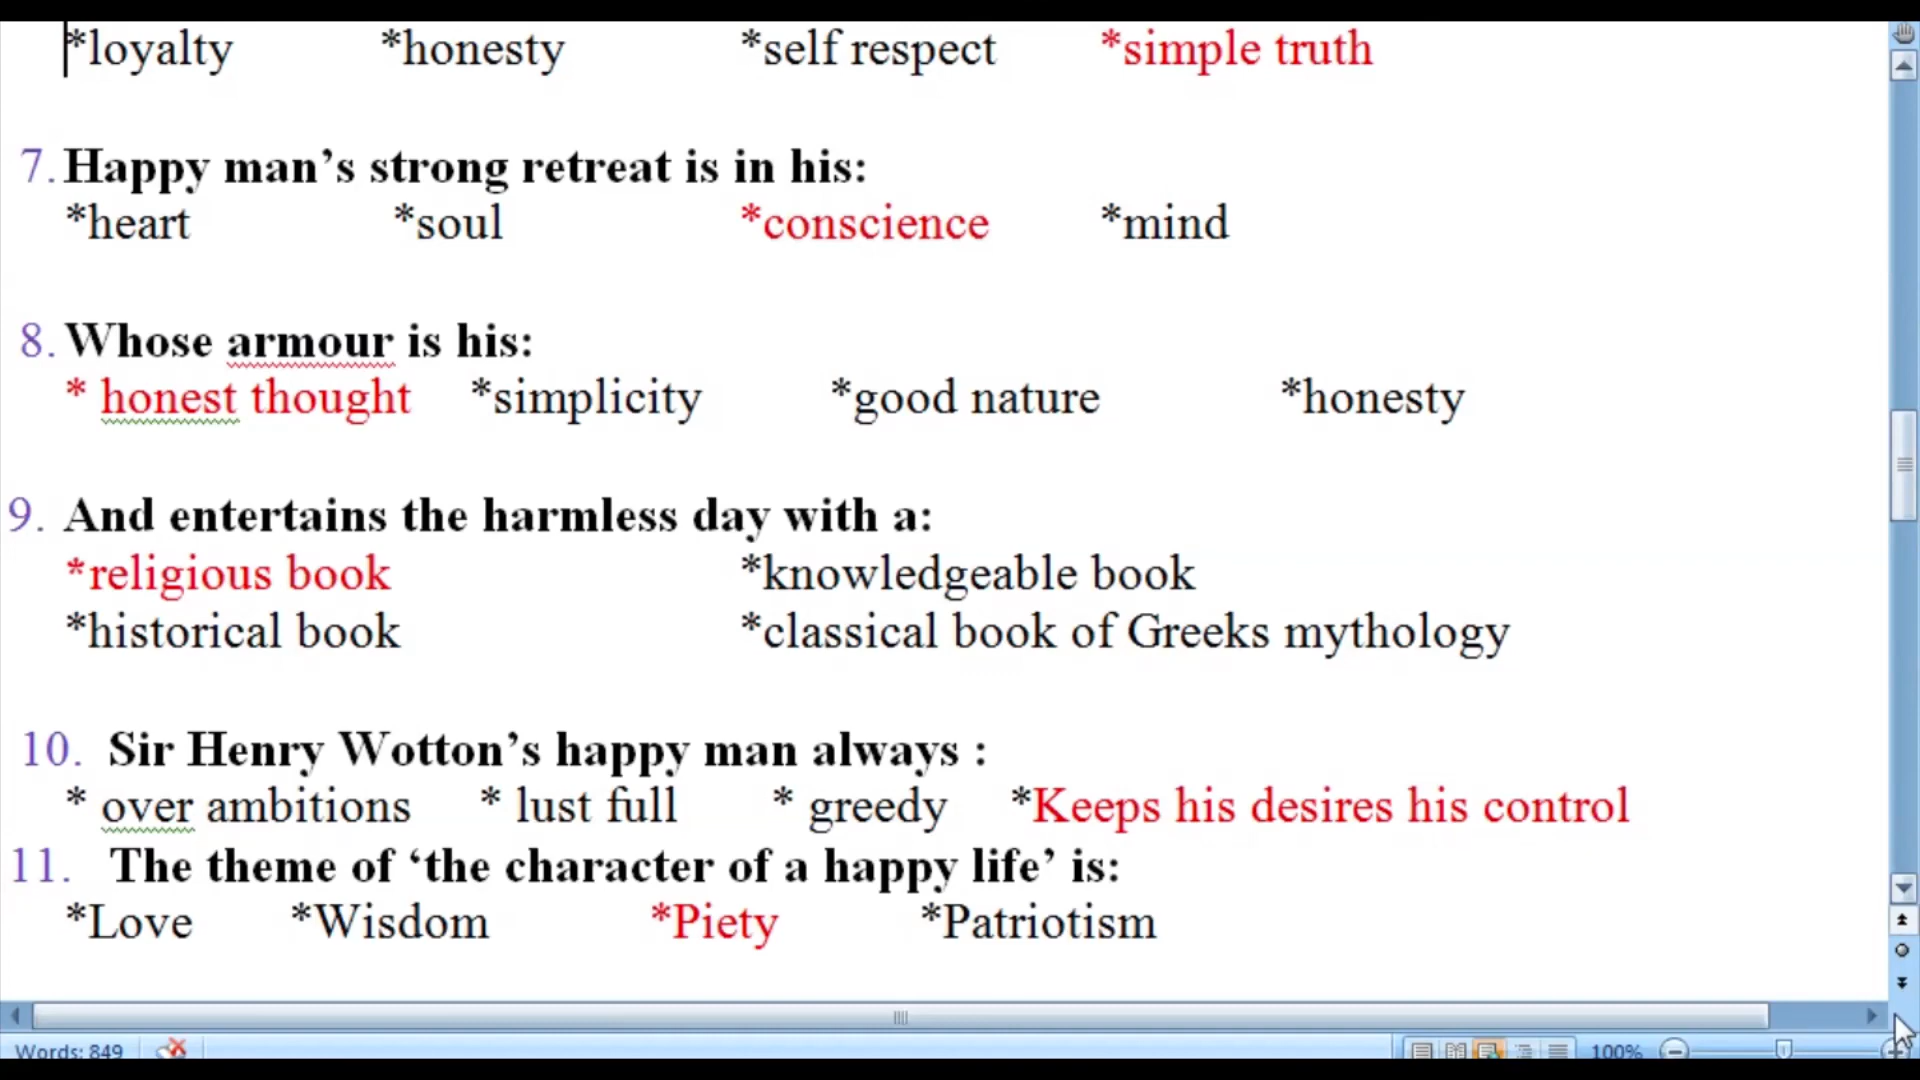 *loyalty *honesty *self respect *simple truth
7. Happy man’s strong retreat is in his:
*heart *soul *conscience *mind
8. Whose armour is his:
* honest thought *simplicity *good nature *honesty
9. And entertains the harmless day with a:
*religious book *knowledgeable book
*historical book *classical book of Greeks mythology
10. Sir Henry Wotton’s happy man always :
* over ambitions * lust full * greedy *Keeps his desires his control
11. The theme of ‘the character of a happy life’ is:
*Love *Wisdom *Piety *Patriotism
Words: 849 100%